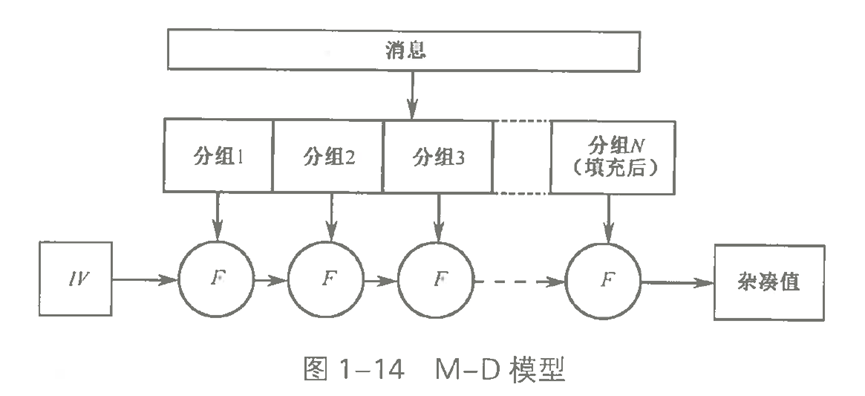 消息
分组1 分组2 分组3 分组N
(填充后)
IV F F F F 杂凑值
图 1-14 M-D 模型